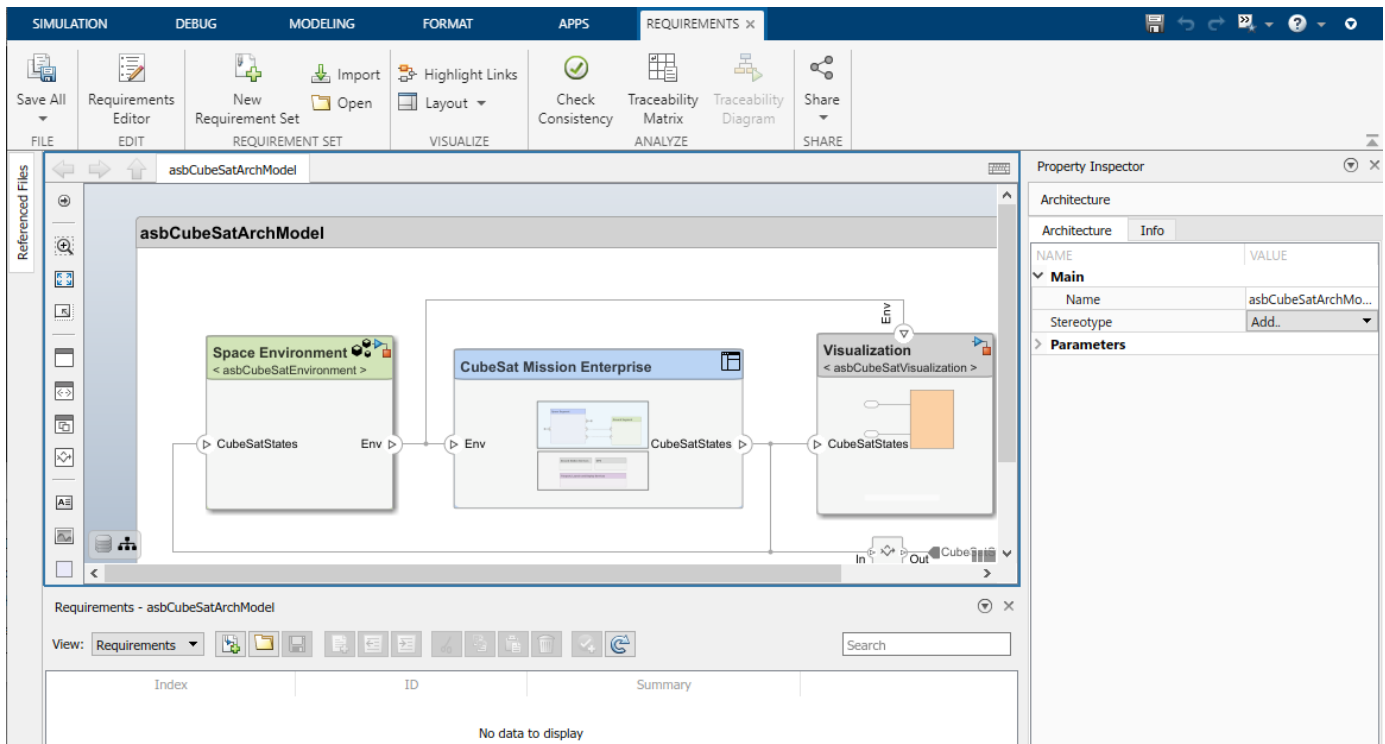 SIMULATION
DEBUG
MODELING
FORMAT
APPS
REQUIREMENTS
Save All
Requirements
Editor
New
Requirement Set
Import
Open
Highlight Links
Layout
Check
Consistency
Traceability
Matrix
Traceability
Diagram
Share
FILE
EDIT
REQUIREMENT SET
VISUALIZE
ANALYZE
SHARE
Referenced Files
asbCubeSatArchModel
asbCubeSatArchModel
Space Environment
< asbCubeSatEnvironment >
CubeSatStates
Env
CubeSat Mission Enterprise
Env
CubeSatStates
Env
Visualization
< asbCubeSatVisualization >
CubeSatStates
In
Out
Property Inspector
Architecture
Architecture
Info
NAME
VALUE
Main
Name
asbCubeSatArchMo...
Stereotype
Add..
Parameters
Requirements - asbCubeSatArchModel
View:
Requirements
Search
Index
ID
Summary
No data to display